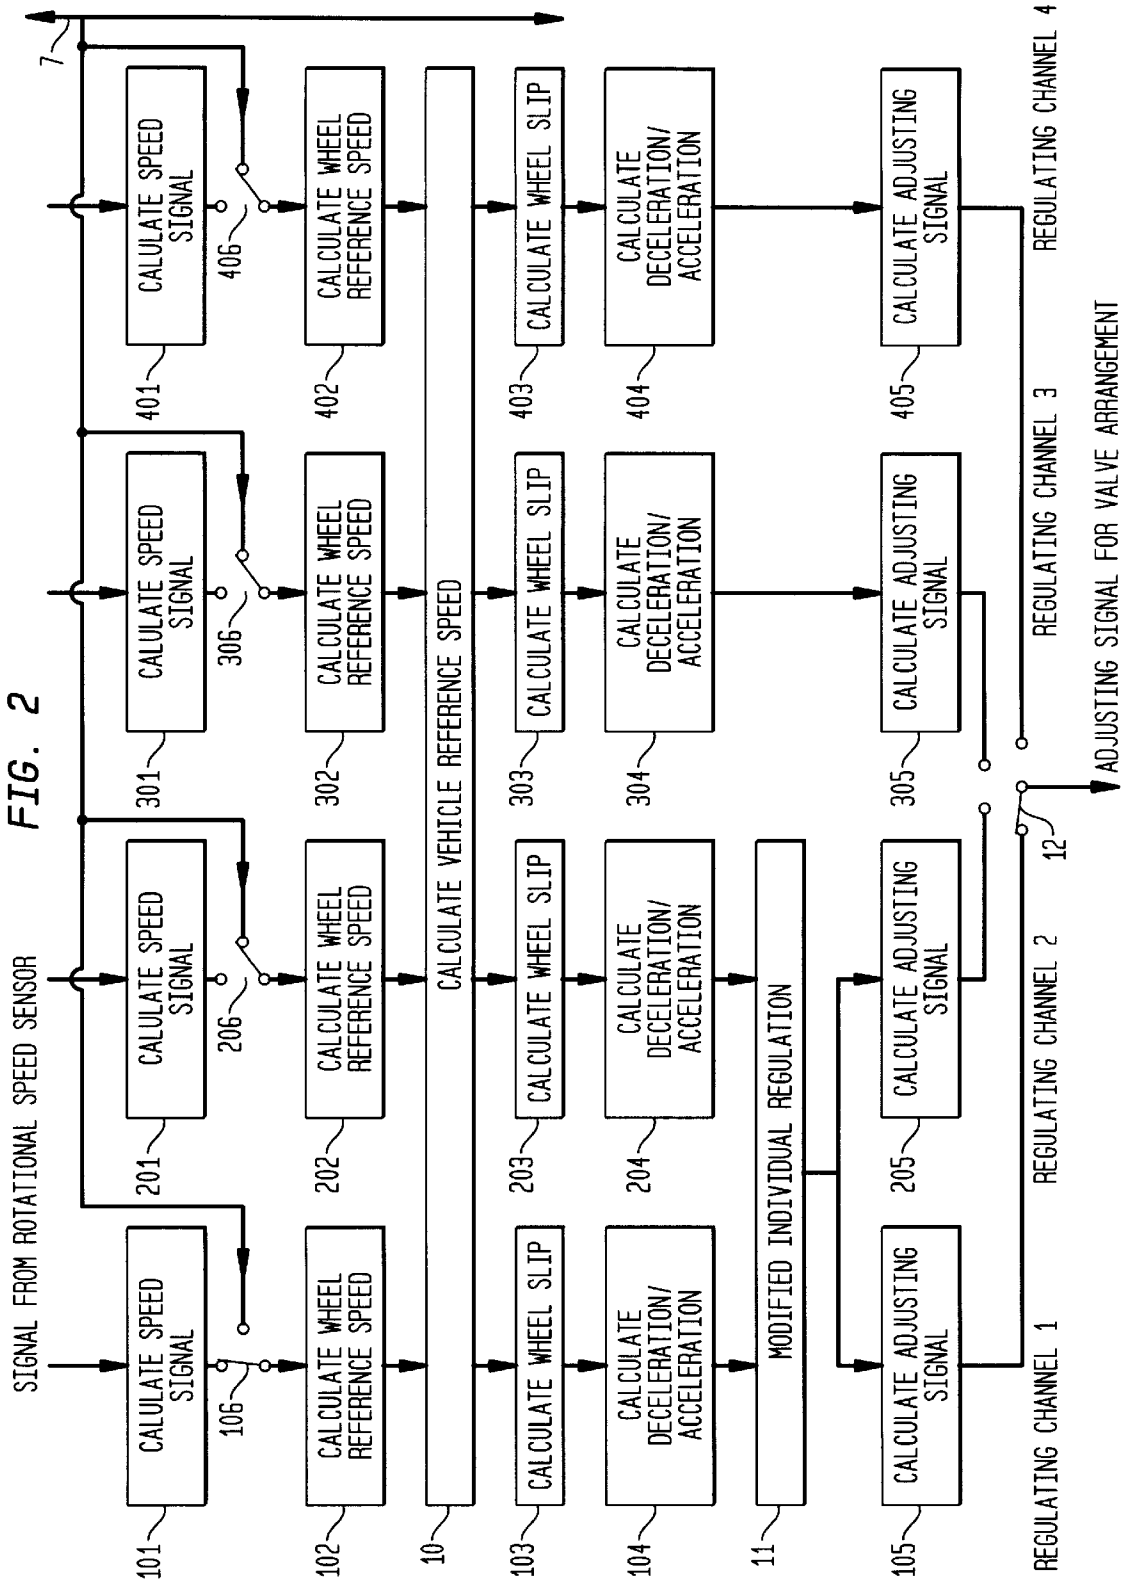 FIG. 2
SIGNAL FROM ROTATIONAL SPEED SENSOR
7
101
CALULATE SPEED
SIGNAL
201
CALULATE SPEED
SIGNAL
301
CALULATE SPEED
SIGNAL
401
CALULATE SPEED
SIGNAL
106
206
306
406
102
CALCULATE WHEEL
REFERENCE SPEED
202
CALCULATE WHEEL
REFERENCE SPEED
302
CALCULATE WHEEL
REFERENCE SPEED
402
CALCULATE WHEEL
REFERENCE SPEED
10
CALCULATE VEHICLE REFERENCE SPEED
103
CALCULATE WHEEL SLIP
203
CALCULATE WHEEL SLIP
303
CALCULATE WHEEL SLIP
403
CALCULATE WHEEL SLIP
104
CALCULATE
DECELERATION/
ACCELERATION
204
CALCULATE
DECELERATION/
ACCELERATION
304
CALCULATE
DECELERATION/
ACCELERATION
404
CALCULATE
DECELERATION/
ACCELERATION
11
MODIFIED INDIVIDUAL REGULATION
105
CALCULATE ADJUSTING
SIGNAL
205
CALCULATE ADJUSTING
SIGNAL
305
CALCULATE ADJUSTING
SIGNAL
405
CALCULATE ADJUSTING
SIGNAL
12
REGULATING CHANNEL 1
REGULATING CHANNEL 2
REGULATING CHANNEL 3
REGULATING CHANNEL 4
ADJUSTING SIGNAL FOR VALVE ARRANGEMENT